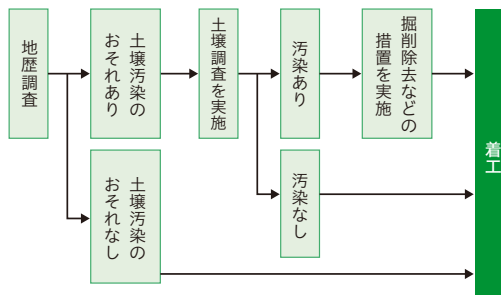 地歴調査
土壌汚染の
おそれあり
土壌調査を実施
汚染あり
掘削除去などの
措置を実施
着工
土壌汚染の
おそれなし
汚染なし